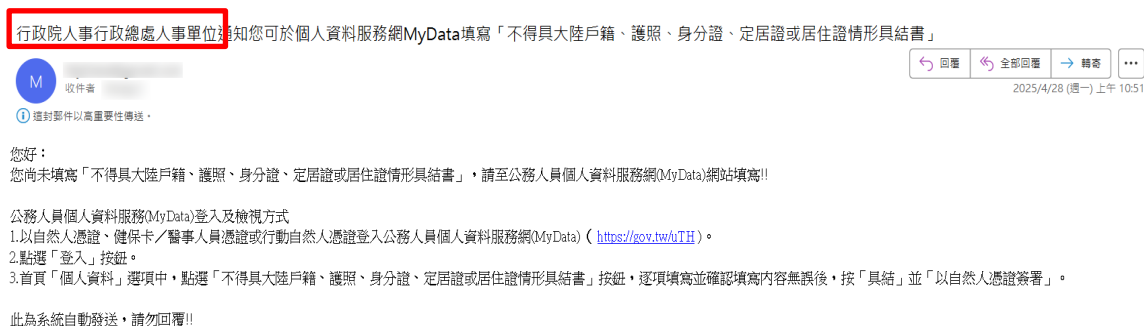 行政院人事行政總處人事單位通知您可於個人資料服務網MyData填寫「不得具大陸戶籍、護照、身分證、定居證或居住證情形具結書」
回覆 全部回覆 轉寄 ...
M
收件者
2025/4/28 (週一) 上午 10:51
這封郵件以高重要性傳送。
您好：
您尚未填寫「不得具大陸戶籍、護照、身分證、定居證或居住證情形具結書」，請至公務人員個人資料服務網(MyData)網站填寫!!
公務人員個人資料服務(MyData)登入及檢視方式
1.以自然人憑證、健保卡／醫事人員憑證或行動自然人憑證登入公務人員個人資料服務網(MyData)（ https://gov.tw/uTH ）。
2.點選「登入」按鈕。
3.首頁「個人資料」選項中，點選「不得具大陸戶籍、護照、身分證、定居證或居住證情形具結書」按鈕，逐項填寫並確認填寫內容無誤後，按「具結」並「以自然人憑證簽署」。
此為系統自動發送，請勿回覆!!